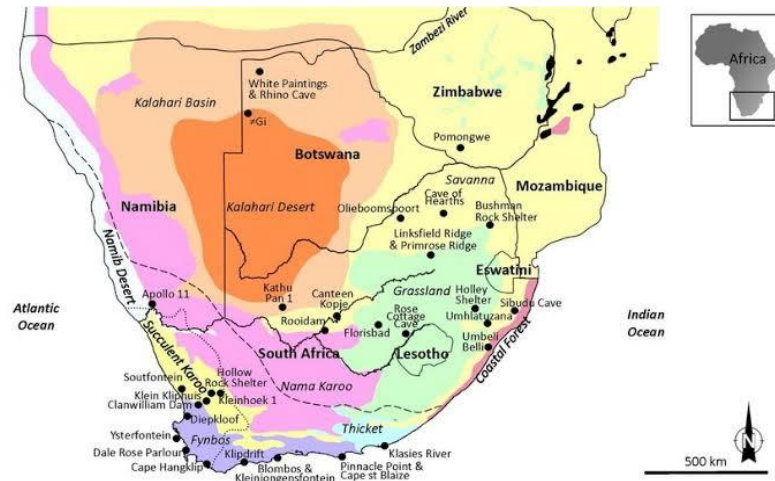 Zambezi River
Africa
Kalahari Basin
White Paintings
& Rhino Cave
Zimbabwe
≠Gi
Botswana
Pomongwe
Savanna
Mozambique
Namibia
Kalahari Desert
Olieboomspoort
Cave of
Hearths
Bushman
Rock Shelter
Linksfield Ridge
& Primrose Ridge
Namib Desert
Eswatini
Apollo 11
Kathu
Pan 1
Canteen
Kopje
Grassland
Holley
Shelter
Sibudu Cave
Atlantic
Ocean
Rooidam
Florisbad
Rose
Cottage
Cave
Umhlatuzana
Indian
Ocean
Succulent Karoo
South Africa
Lesotho
Umbeli
Belli
Coastal Forest
Hollow
Rock Shelter
Nama Karoo
Soutfontein
Klein Kliphuis
Kleinhoek 1
Clanwilliam Dam
Diepkloof
Thicket
Ysterfontein
Fynbos
Klasies River
N
Dale Rose Parlour
Klipdrift
Cape Hangklip
Blombos &
Kleinjongensfontein
Pinnacle Point &
Cape st Blaize
500 km